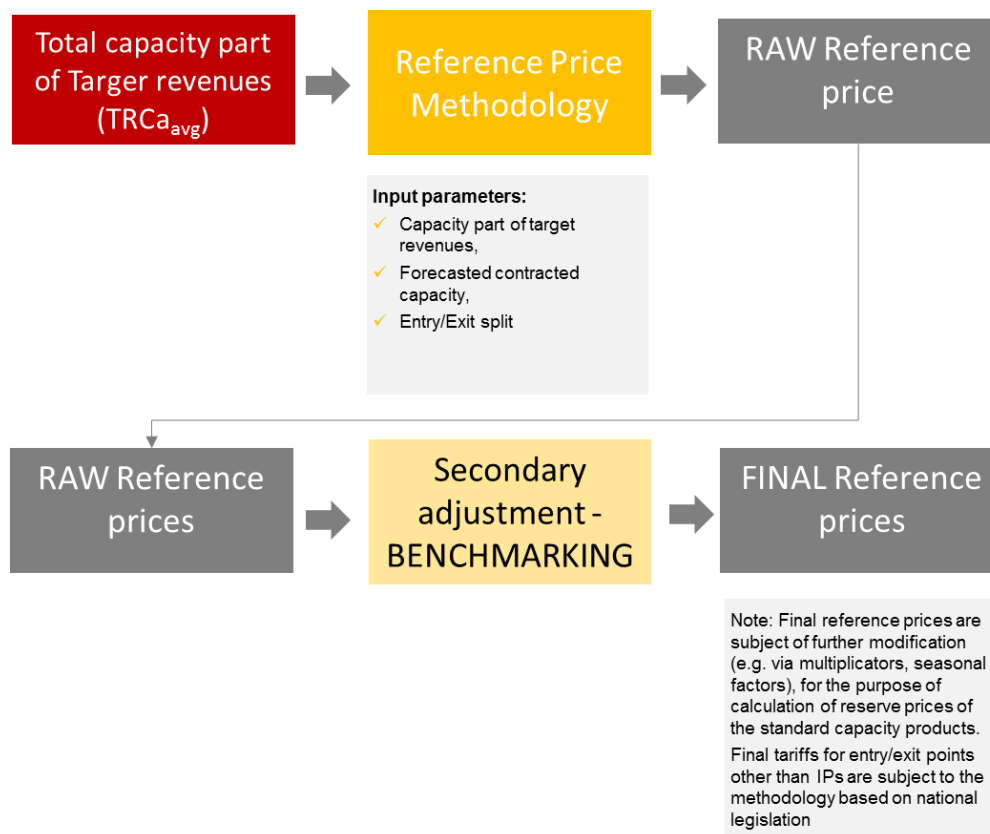 Total capacity part
of Targer revenues
(TRCaavg)
Reference Price
Methodology
RAW Reference
price
Input parameters:
✓ Capacity part of target
revenues,
✓ Forecasted contracted
capacity,
✓ Entry/Exit split
RAW Reference
prices
Secondary
adjustment -
BENCHMARKING
FINAL Reference
prices
Note: Final reference prices are
subject of further modification
(e.g. via multiplicators, seasonal
factors), for the purpose of
calculation of reserve prices of
the standard capacity products.
Final tariffs for entry/exit points
other than IPs are subject to the
methodology based on national
legislation